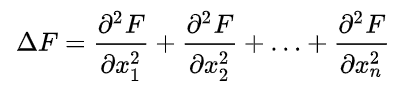 ΔF = ∂²F/∂x₁² + ∂²F/∂x₂² + … + ∂²F/∂xₙ²